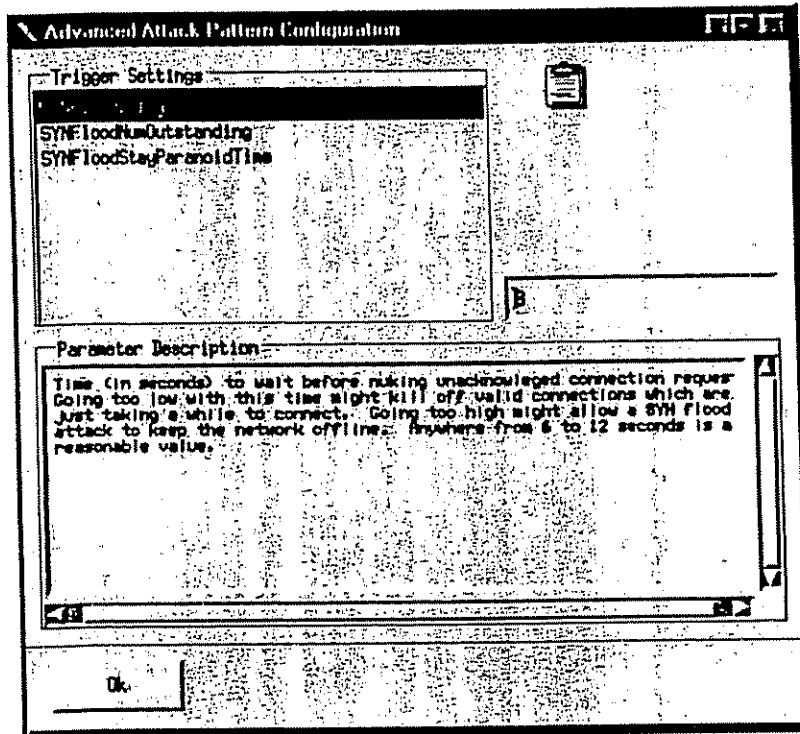 Advanced Attack Pattern Configuration
Trigger Settings
SYNFloodNumOutstanding
SYNFloodStayParanoidTime
Parameter Description
Time (in seconds) to wait before nuking unacknowleged connection reques
Going too low with this time might kill off valid connections which are
just taking a while to connect. Going too high might allow a SYN flood
attack to keep the network offline. Anywhere from 6 to 12 seconds is a
reasonable value.
Ok